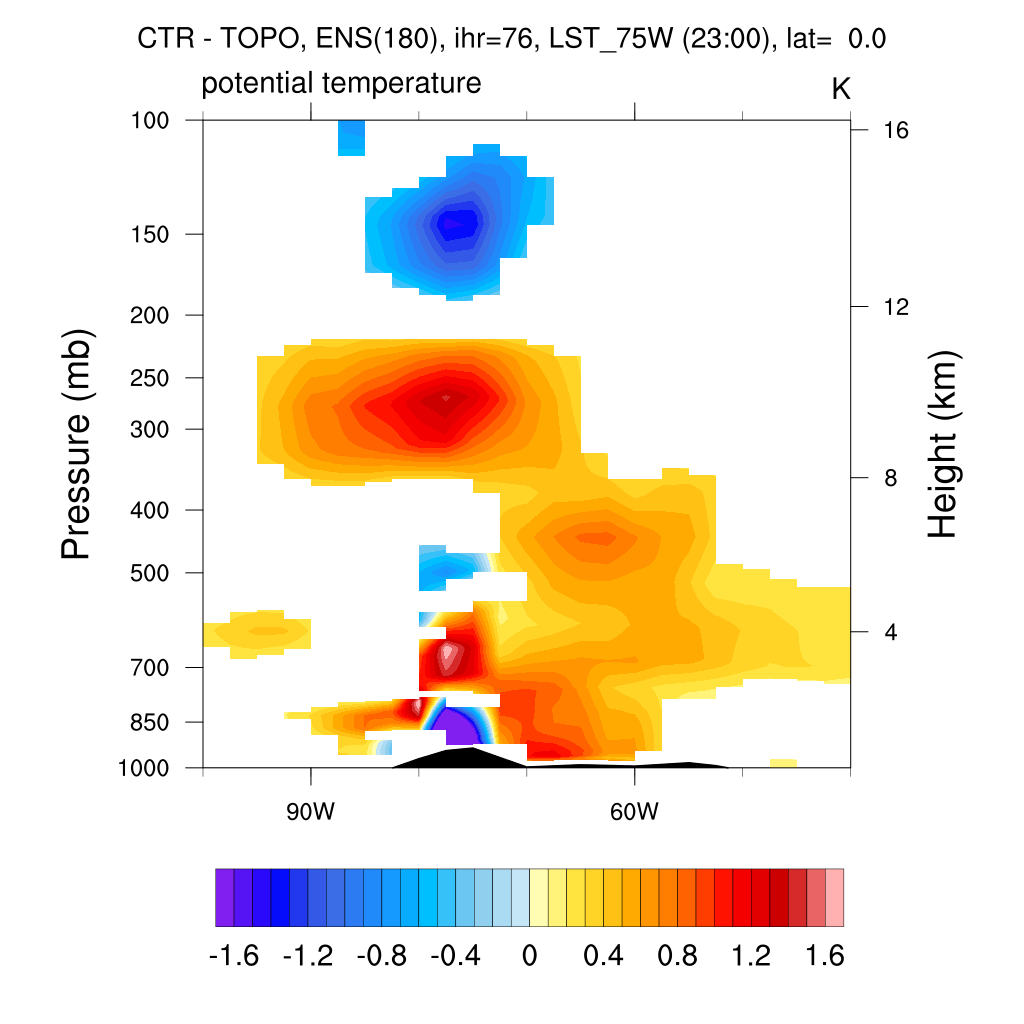 CTR - TOPO, ENS(180), ihr=76, LST_75W (23:00), lat= 0.0
potential temperature K
100
150
200
250
300
400
500
700
850
1000
Pressure (mb)
16
12
8
4
Height (km)
90W 60W
-1.6 -1.2 -0.8 -0.4 0 0.4 0.8 1.2 1.6